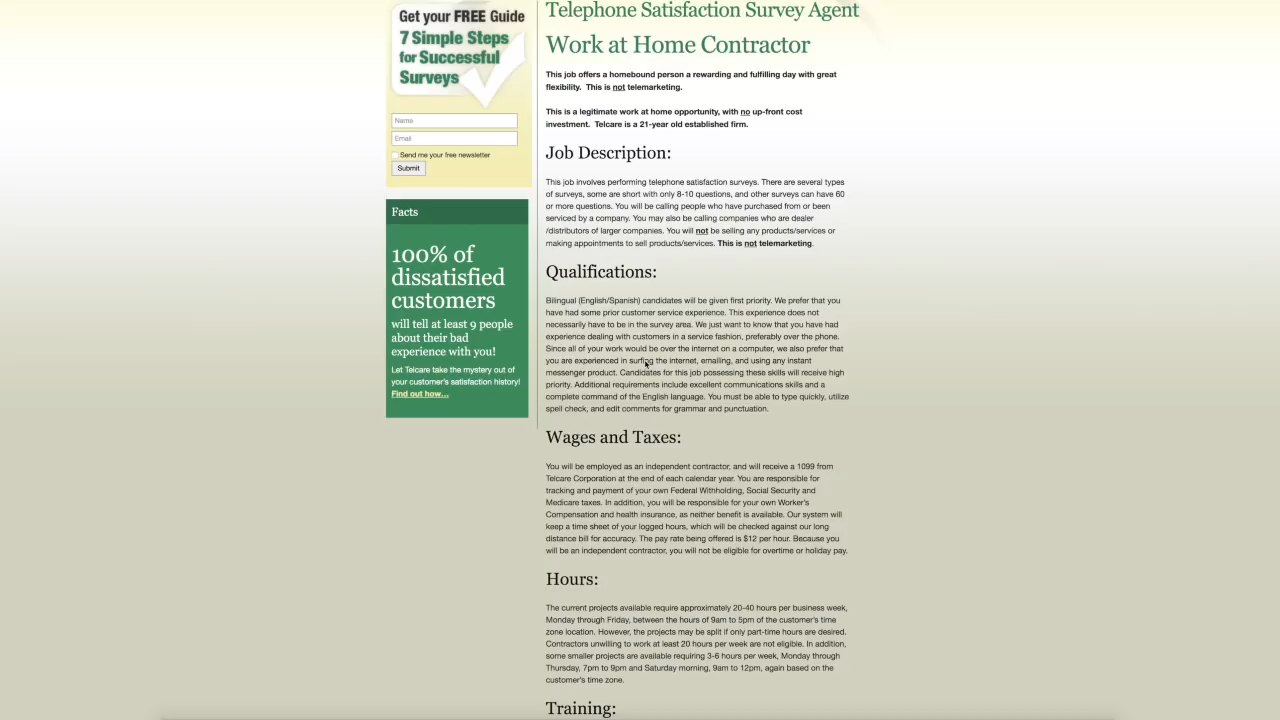 Get your FREE Guide
7 Simple Steps
for Successful
Surveys
Name
Email
Send me your free newsletter
Submit
Facts
100% of
dissatisfied
customers
will tell at least 9 people
about their bad
experience with you!
Let Telcare take the mystery out of
your customer's satisfaction history!
Find out how...
Telephone Satisfaction Survey Agent
Work at Home Contractor
This job offers a homebound person a rewarding and fulfilling day with great
flexibility. This is not telemarketing.
This is a legitimate work at home opportunity, with no up-front cost
investment. Telcare is a 21-year old established firm.
Job Description:
This job involves performing telephone satisfaction surveys. There are several types
of surveys, some are short with only 8-10 questions, and other surveys can have 60
or more questions. You will be calling people who have purchased from or been
serviced by a company. You may also be calling companies who are dealer
/distributors of larger companies. You will not be selling any products/services or
making appointments to sell products/services. This is not telemarketing.
Qualifications:
Bilingual (English/Spanish) candidates will be given first priority. We prefer that you
have had some prior customer service experience. This experience does not
necessarily have to be in the survey area. We just want to know that you have had
experience dealing with customers in a service fashion, preferably over the phone.
Since all of your work would be over the internet on a computer, we also prefer that
you are experienced in surfing the internet, emailing, and using any instant
messenger product. Candidates for this job possessing these skills will receive high
priority. Additional requirements include excellent communications skills and a
complete command of the English language. You must be able to type quickly, utilize
spell check, and edit comments for grammar and punctuation.
Wages and Taxes:
You will be employed as an independent contractor, and will receive a 1099 from
Telcare Corporation at the end of each calendar year. You are responsible for
tracking and payment of your own Federal Withholding, Social Security and
Medicare taxes. In addition, you will be responsible for your own Worker's
Compensation and health insurance, as neither benefit is available. Our system will
keep a time sheet of your logged hours, which will be checked against our long
distance bill for accuracy. The pay rate being offered is $12 per hour. Because you
will be an independent contractor, you will not be eligible for overtime or holiday pay.
Hours:
The current projects available require approximately 20-40 hours per business week,
Monday through Friday, between the hours of 9am to 5pm of the customer's time
zone location. However, the projects may be split if only part-time hours are desired.
Contractors unwilling to work at least 20 hours per week are not eligible. In addition,
some smaller projects are available requiring 3-6 hours per week, Monday through
Thursday, 7pm to 9pm and Saturday morning, 9am to 12pm, again based on the
customer's time zone.
Training: